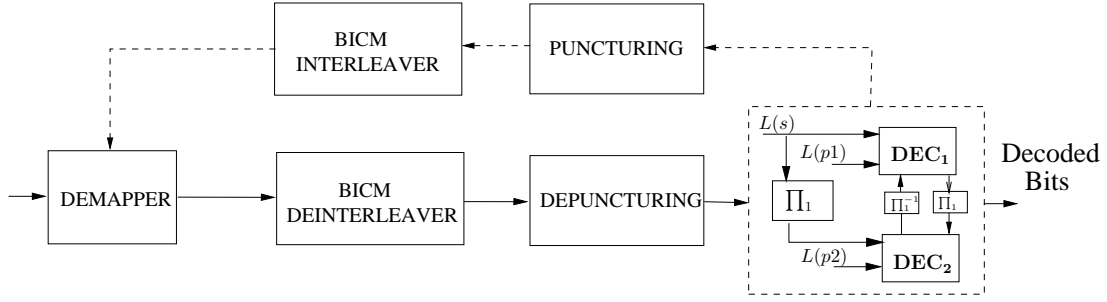 BICM
INTERLEAVER
PUNCTURING
DEMAPPER
BICM
DEINTERLEAVER
DEPUNCTURING
L(s)
L(p1)
DEC₁
∏₁
∏₁⁻¹
∏₁
L(p2)
DEC₂
Decoded
Bits